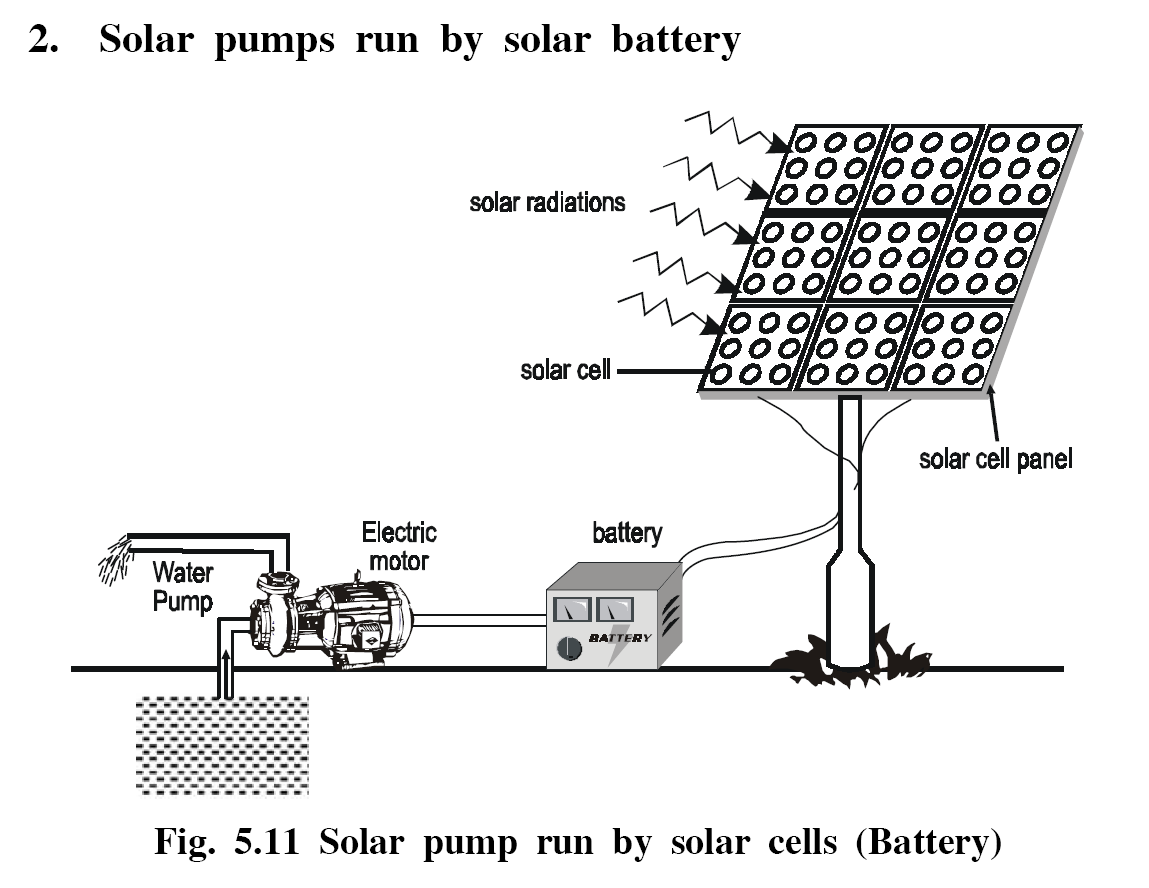 2. Solar pumps run by solar battery
solar radiations
solar cell
solar cell panel
Electric
motor
battery
Water
Pump
BATTERY
Fig. 5.11 Solar pump run by solar cells (Battery)